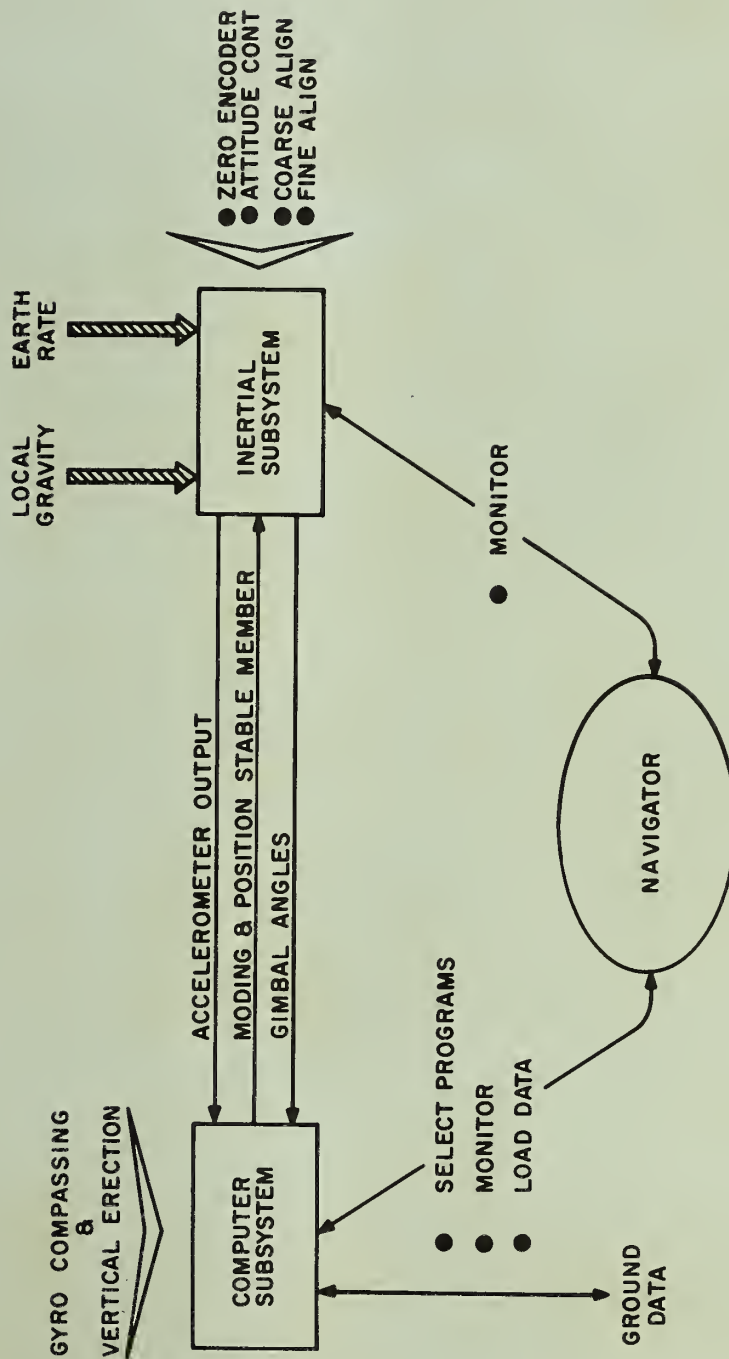 GYRO COMPASSING
&
VERTICAL ERECTION
COMPUTER
SUBSYSTEM
ACCELEROMETER OUTPUT
MODING & POSITION STABLE MEMBER
GIMBAL ANGLES
LOCAL
GRAVITY
EARTH
RATE
INERTIAL
SUBSYSTEM
● ZERO ENCODER
● ATTITUDE CONT
● COARSE ALIGN
● FINE ALIGN
● SELECT PROGRAMS
● MONITOR
● LOAD DATA
● MONITOR
GROUND
DATA
NAVIGATOR